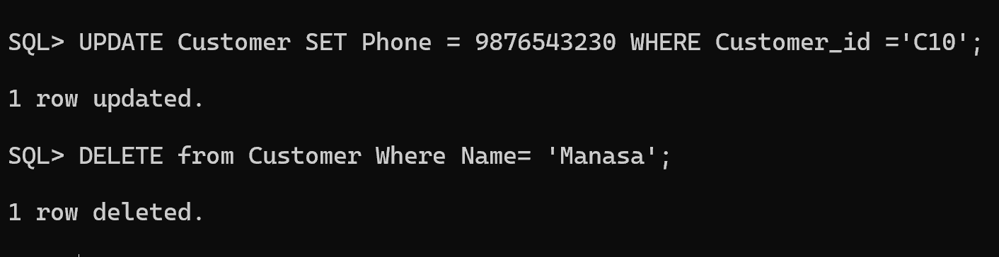 SQL> UPDATE Customer SET Phone = 9876543230 WHERE Customer_id ='C10';
1 row updated.
SQL> DELETE from Customer Where Name= 'Manasa';
1 row deleted.